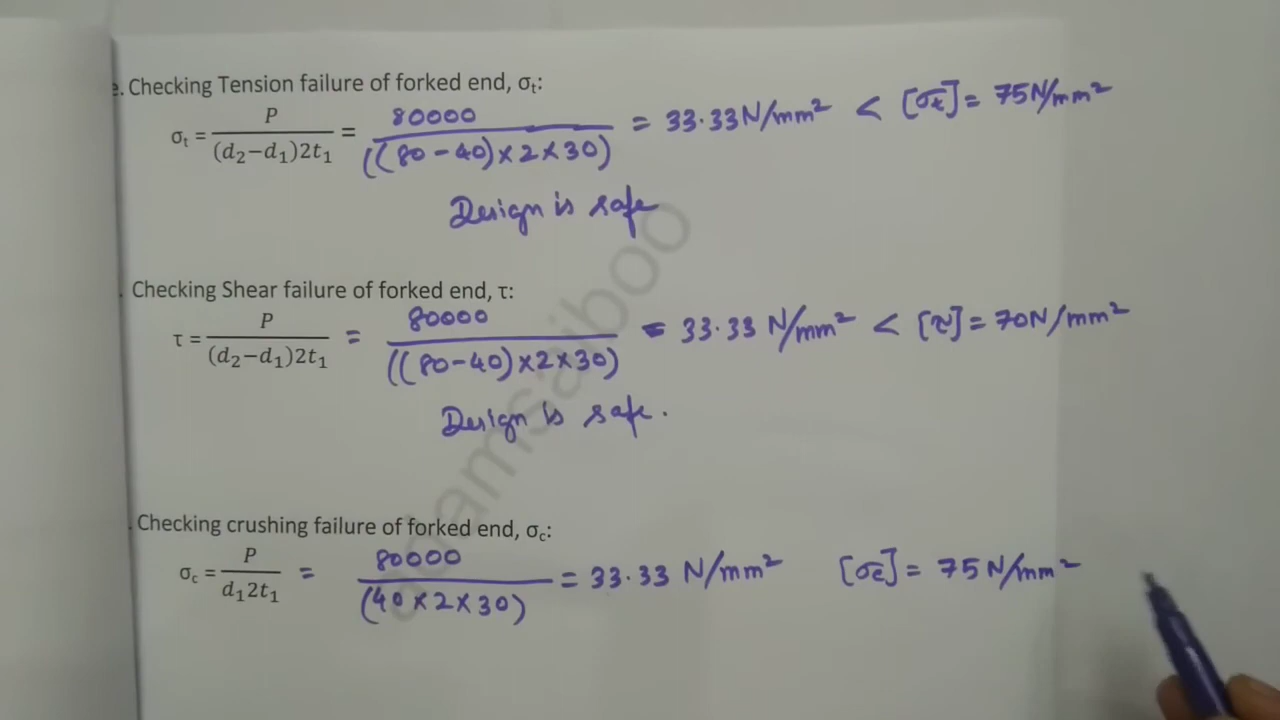 e. Checking Tension failure of forked end, σt:
σt = P/(d2−d1)2t1 = 80000/((80-40)×2×30) = 33.33 N/mm² < [σt] = 75 N/mm²
Design is safe
. Checking Shear failure of forked end, τ:
τ = P/(d2−d1)2t1 = 80000/((80-40)×2×30) = 33.33 N/mm² < [τ] = 70 N/mm²
Design is safe.
. Checking crushing failure of forked end, σc:
σc = P/d12t1 = 80000/(40×2×30) = 33.33 N/mm² [σc] = 75 N/mm²
adamsaiboo